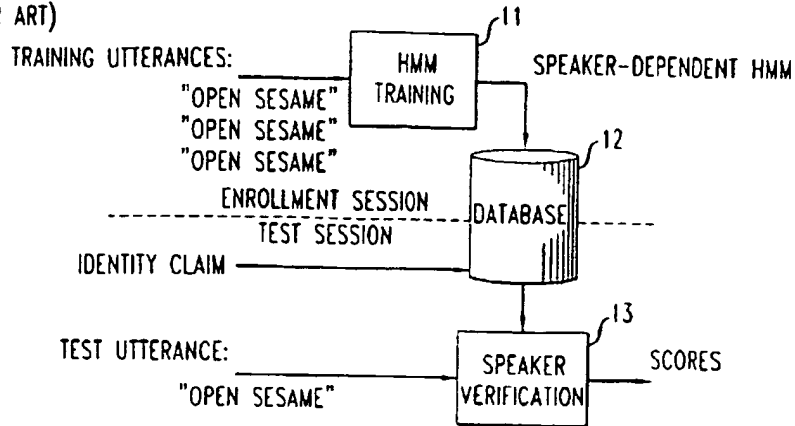 ART)
11
TRAINING UTTERANCES:
HMM
TRAINING
SPEAKER-DEPENDENT HMM
"OPEN SESAME"
"OPEN SESAME"
"OPEN SESAME"
12
ENROLLMENT SESSION
DATABASE
TEST SESSION
IDENTITY CLAIM
13
TEST UTTERANCE:
SPEAKER
VERIFICATION
SCORES
"OPEN SESAME"